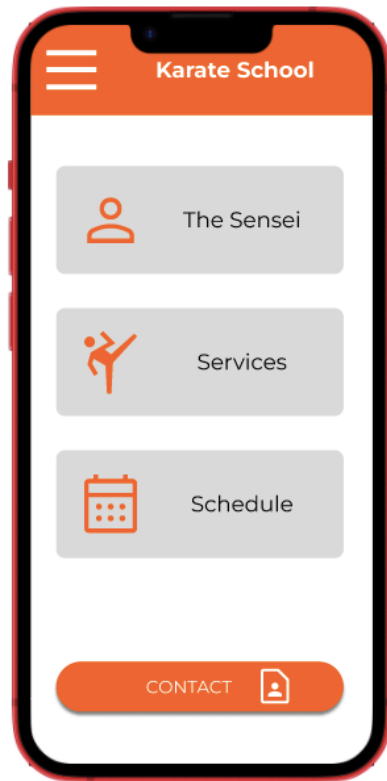 Karate School
The Sensei
Services
Schedule
CONTACT